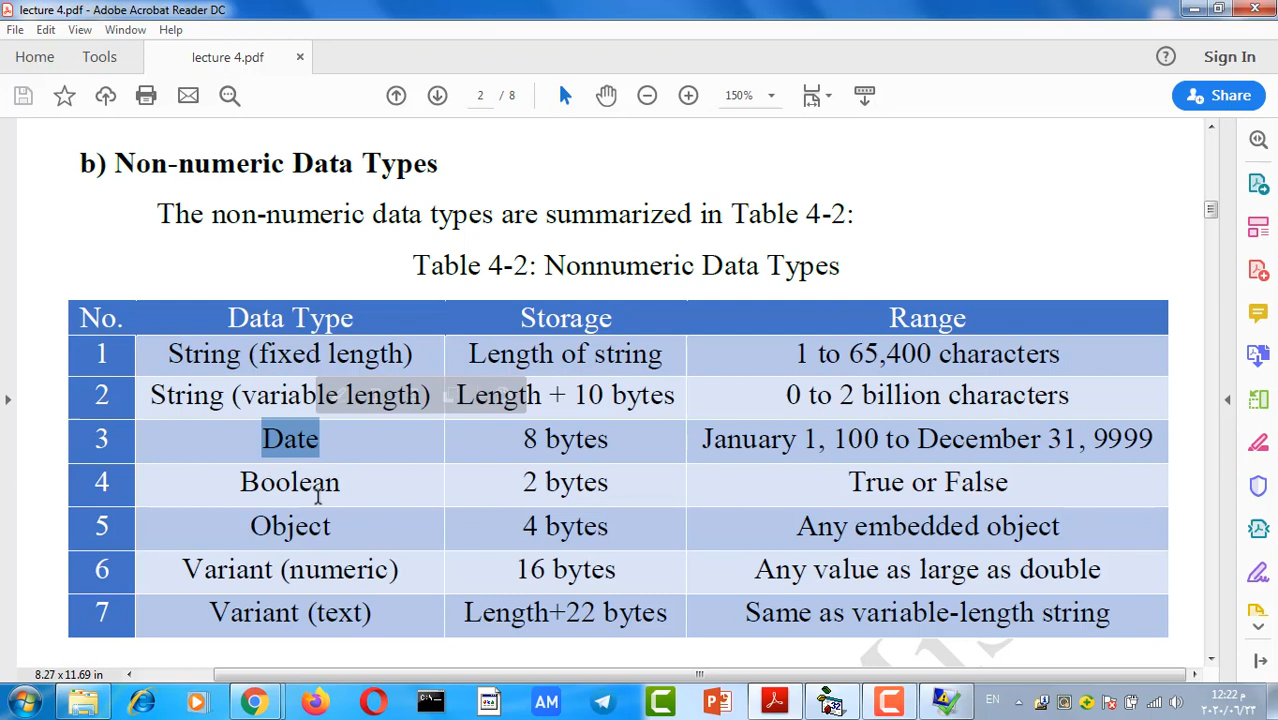 lecture 4.pdf - Adobe Acrobat Reader DC
File Edit View Window Help
Home Tools lecture 4.pdf × ? Sign In
2 / 8 150% Share
b) Non-numeric Data Types
The non-numeric data types are summarized in Table 4-2:
Table 4-2: Nonnumeric Data Types
No. Data Type Storage Range
1 String (fixed length) Length of string 1 to 65,400 characters
2 String (variable length) Length + 10 bytes 0 to 2 billion characters
3 Date 8 bytes January 1, 100 to December 31, 9999
4 Boolean 2 bytes True or False
5 Object 4 bytes Any embedded object
6 Variant (numeric) 16 bytes Any value as large as double
7 Variant (text) Length+22 bytes Same as variable-length string
8.27 x 11.69 in
C:\ AM C P 32 C EN 12:22 م
٢٠٢٠/٠٦/٢٣